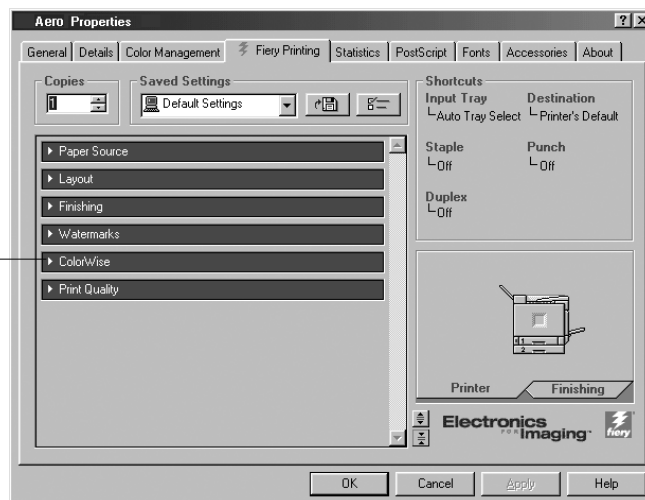 Aero Properties
General Details Color Management Fiery Printing Statistics PostScript Fonts Accessories About
Copies
1
Saved Settings
Default Settings
Paper Source
Layout
Finishing
Watermarks
ColorWise
Print Quality
Shortcuts
Input Tray Destination
Auto Tray Select Printer's Default
Staple Punch
Off Off
Duplex
Off
1
2
Printer Finishing
Electronics
FOR Imaging
fiery
OK Cancel Apply Help